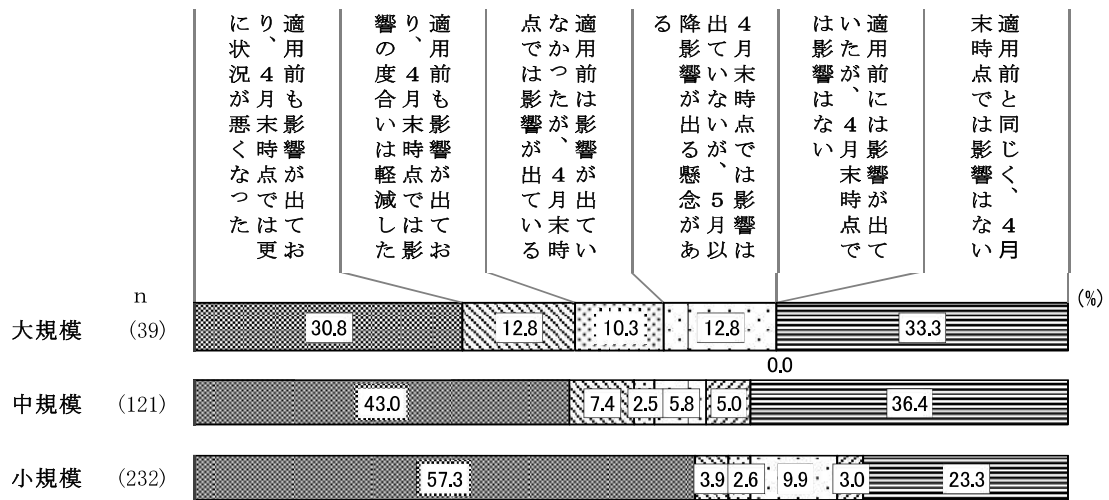 適用前も影響が出てお
り、４月末時点では更
に状況が悪くなった
適用前も影響が出てお
り、４月末時点では影
響の度合いは軽減した
適用前は影響が出てい
なかったが、４月末時
点では影響が出ている
４月末時点では影響は
出ていないが、５月以
降影響が出る懸念があ
る
適用前には影響が出て
いたが、４月末時点で
は影響はない
適用前と同じく、４月
末時点では影響はない
n
(%)
大規模 (39) 30.8 12.8 10.3 12.8 33.3
0.0
中規模 (121) 43.0 7.4 2.5 5.8 5.0 36.4
小規模 (232) 57.3 3.9 2.6 9.9 3.0 23.3